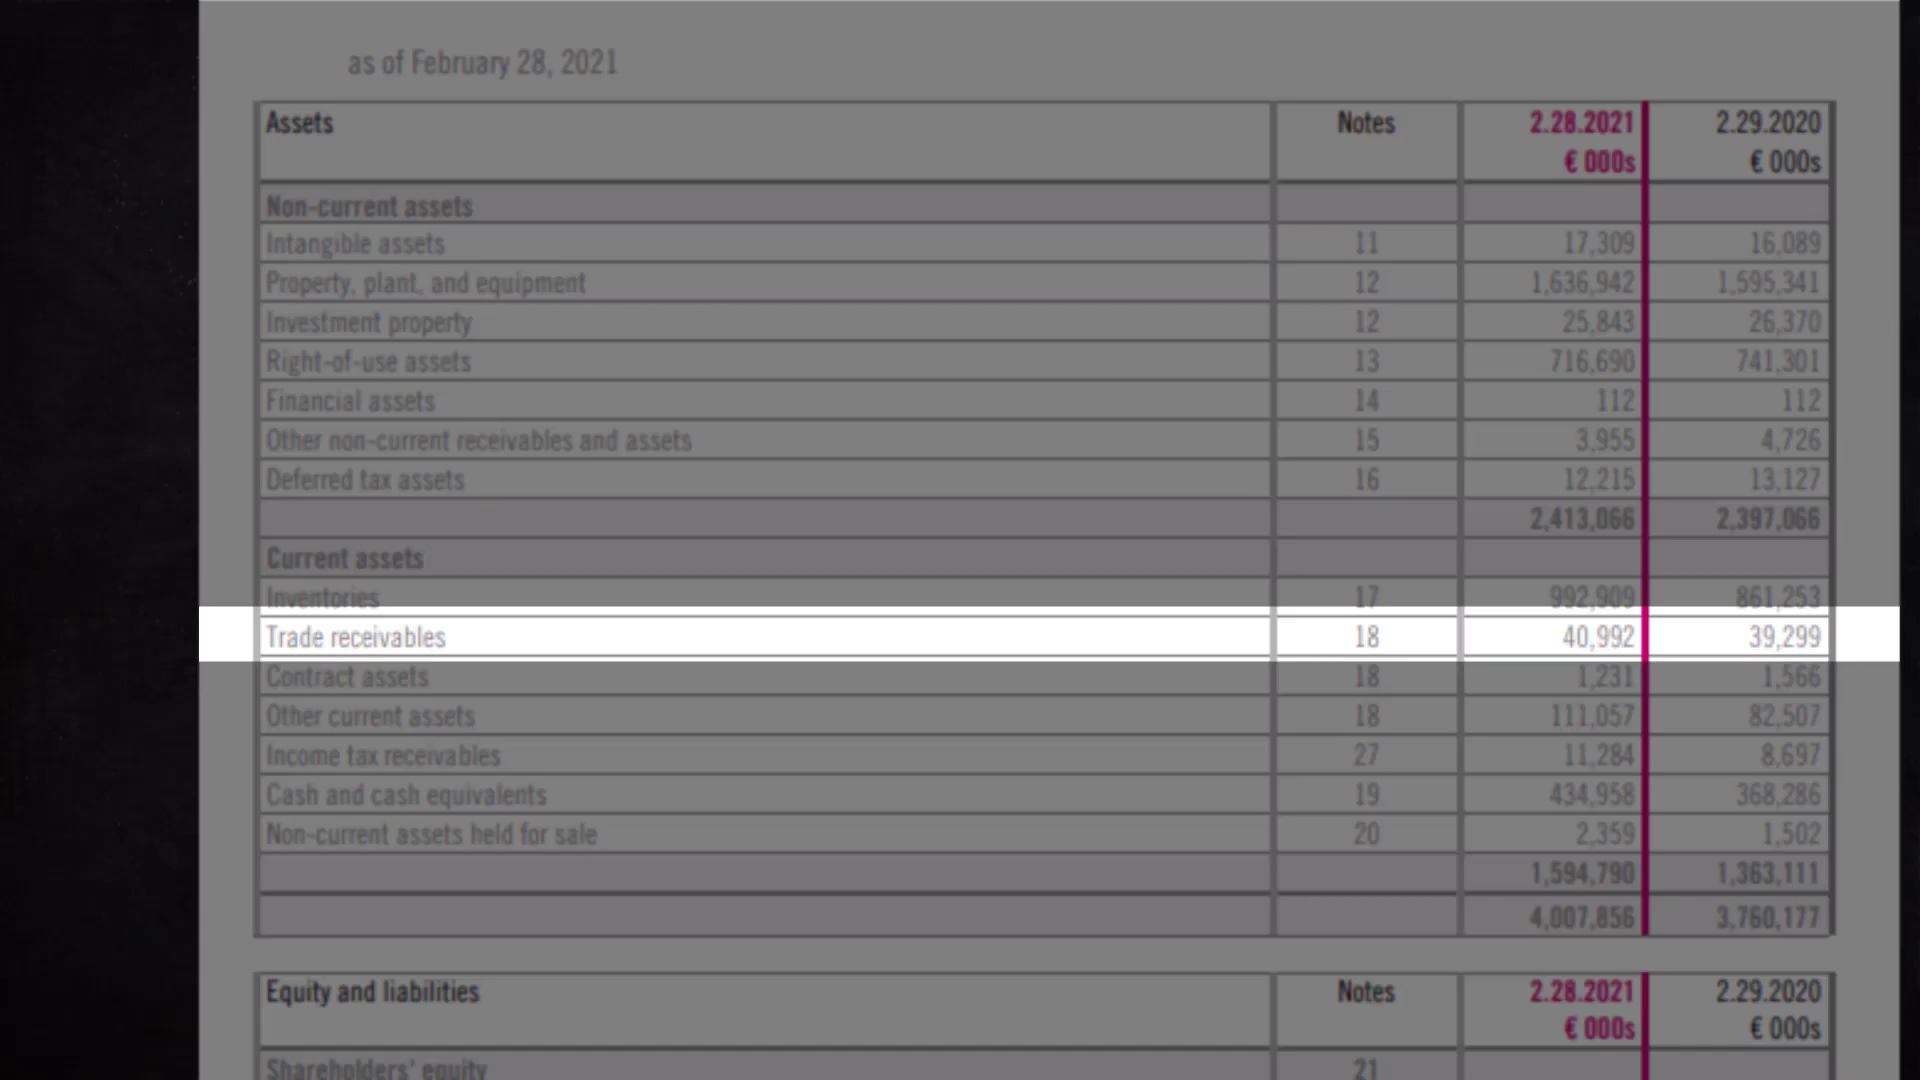 as of February 28, 2021
Assets Notes 2.28.2021 2.29.2020
€ 000s € 000s
Non-current assets
Intangible assets 11 17,309 16,089
Property, plant, and equipment 12 1,636,942 1,595,341
Investment property 12 25,843 26,370
Right-of-use assets 13 716,690 741,301
Financial assets 14 112 112
Other non-current receivables and assets 15 3,955 4,726
Deferred tax assets 16 12,215 13,127
2,413,066 2,397,066
Current assets
Inventories 17 992,909 861,253
Trade receivables 18 40,992 39,299
Contract assets 18 1,231 1,566
Other current assets 18 111,057 82,507
Income tax receivables 27 11,284 8,697
Cash and cash equivalents 19 434,958 368,286
Non-current assets held for sale 20 2,359 1,502
1,594,790 1,363,111
4,007,856 3,760,177
Equity and liabilities Notes 2.28.2021 2.29.2020
€ 000s € 000s
Shareholders' equity 21